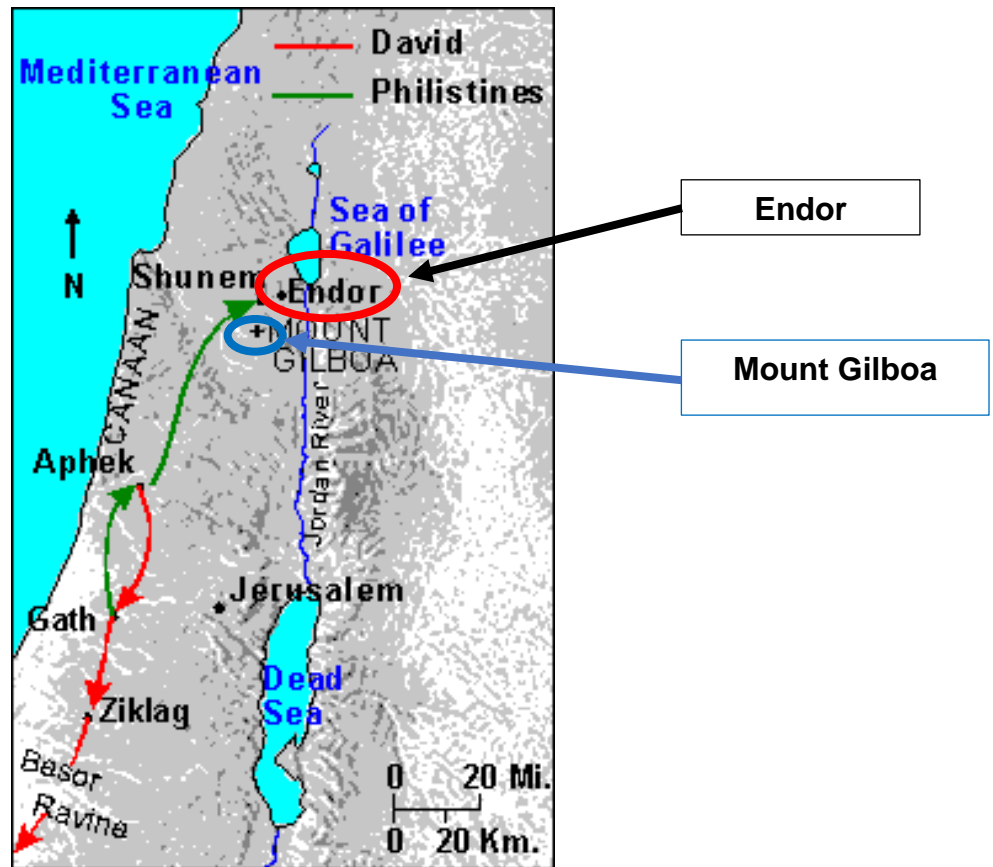 David
Philistines
Mediterranean
Sea
Sea of
Galilee
N
Shunem
Endor
MOUNT
GILBOA
CANAAN
Jordan River
Aphek
Jerusalem
Gath
Dead
Sea
Ziklag
Basor
Ravine
0 20 Mi.
0 20 Km.
Endor
Mount Gilboa